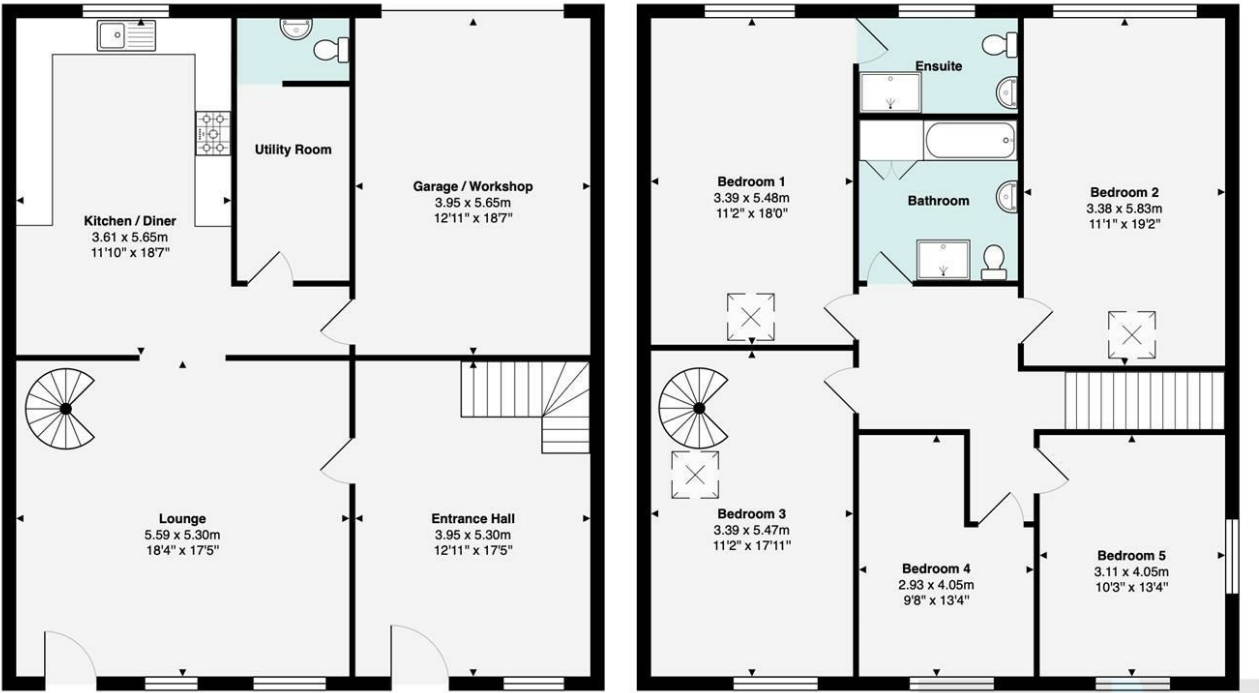 Kitchen / Diner
3.61 x 5.65m
11'10" x 18'7"
Utility Room
Garage / Workshop
3.95 x 5.65m
12'11" x 18'7"
Lounge
5.59 x 5.30m
18'4" x 17'5"
Entrance Hall
3.95 x 5.30m
12'11" x 17'5"
Bedroom 1
3.39 x 5.48m
11'2" x 18'0"
Ensuite
Bathroom
Bedroom 2
3.38 x 5.83m
11'1" x 19'2"
Bedroom 3
3.39 x 5.47m
11'2" x 17'11"
Bedroom 4
2.93 x 4.05m
9'8" x 13'4"
Bedroom 5
3.11 x 4.05m
10'3" x 13'4"